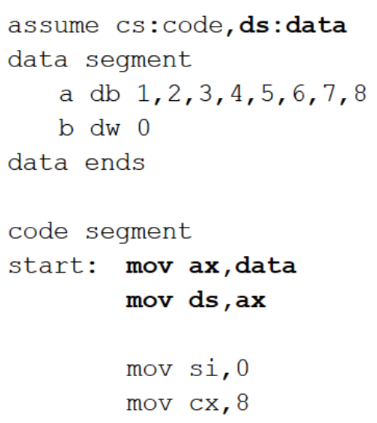 assume cs:code,ds:data
data segment
a db 1,2,3,4,5,6,7,8
b dw 0
data ends
code segment
start: mov ax,data
mov ds,ax
mov si,0
mov cx,8